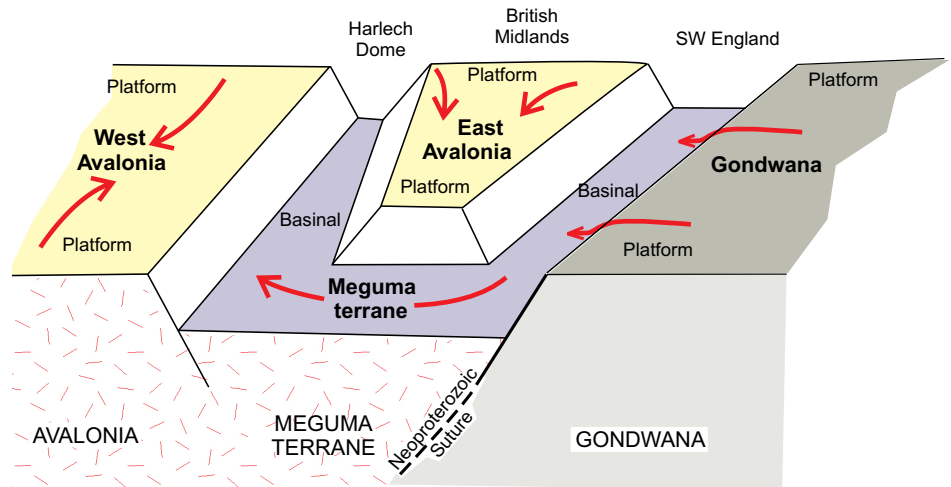 Harlech
Dome
British
Midlands
SW England
Platform
West
Avalonia
Platform
Platform
East
Avalonia
Platform
Platform
Gondwana
Platform
Basinal
Basinal
Meguma
terrane
AVALONIA
MEGUMA
TERRANE
Neoproterozoic
Suture
GONDWANA